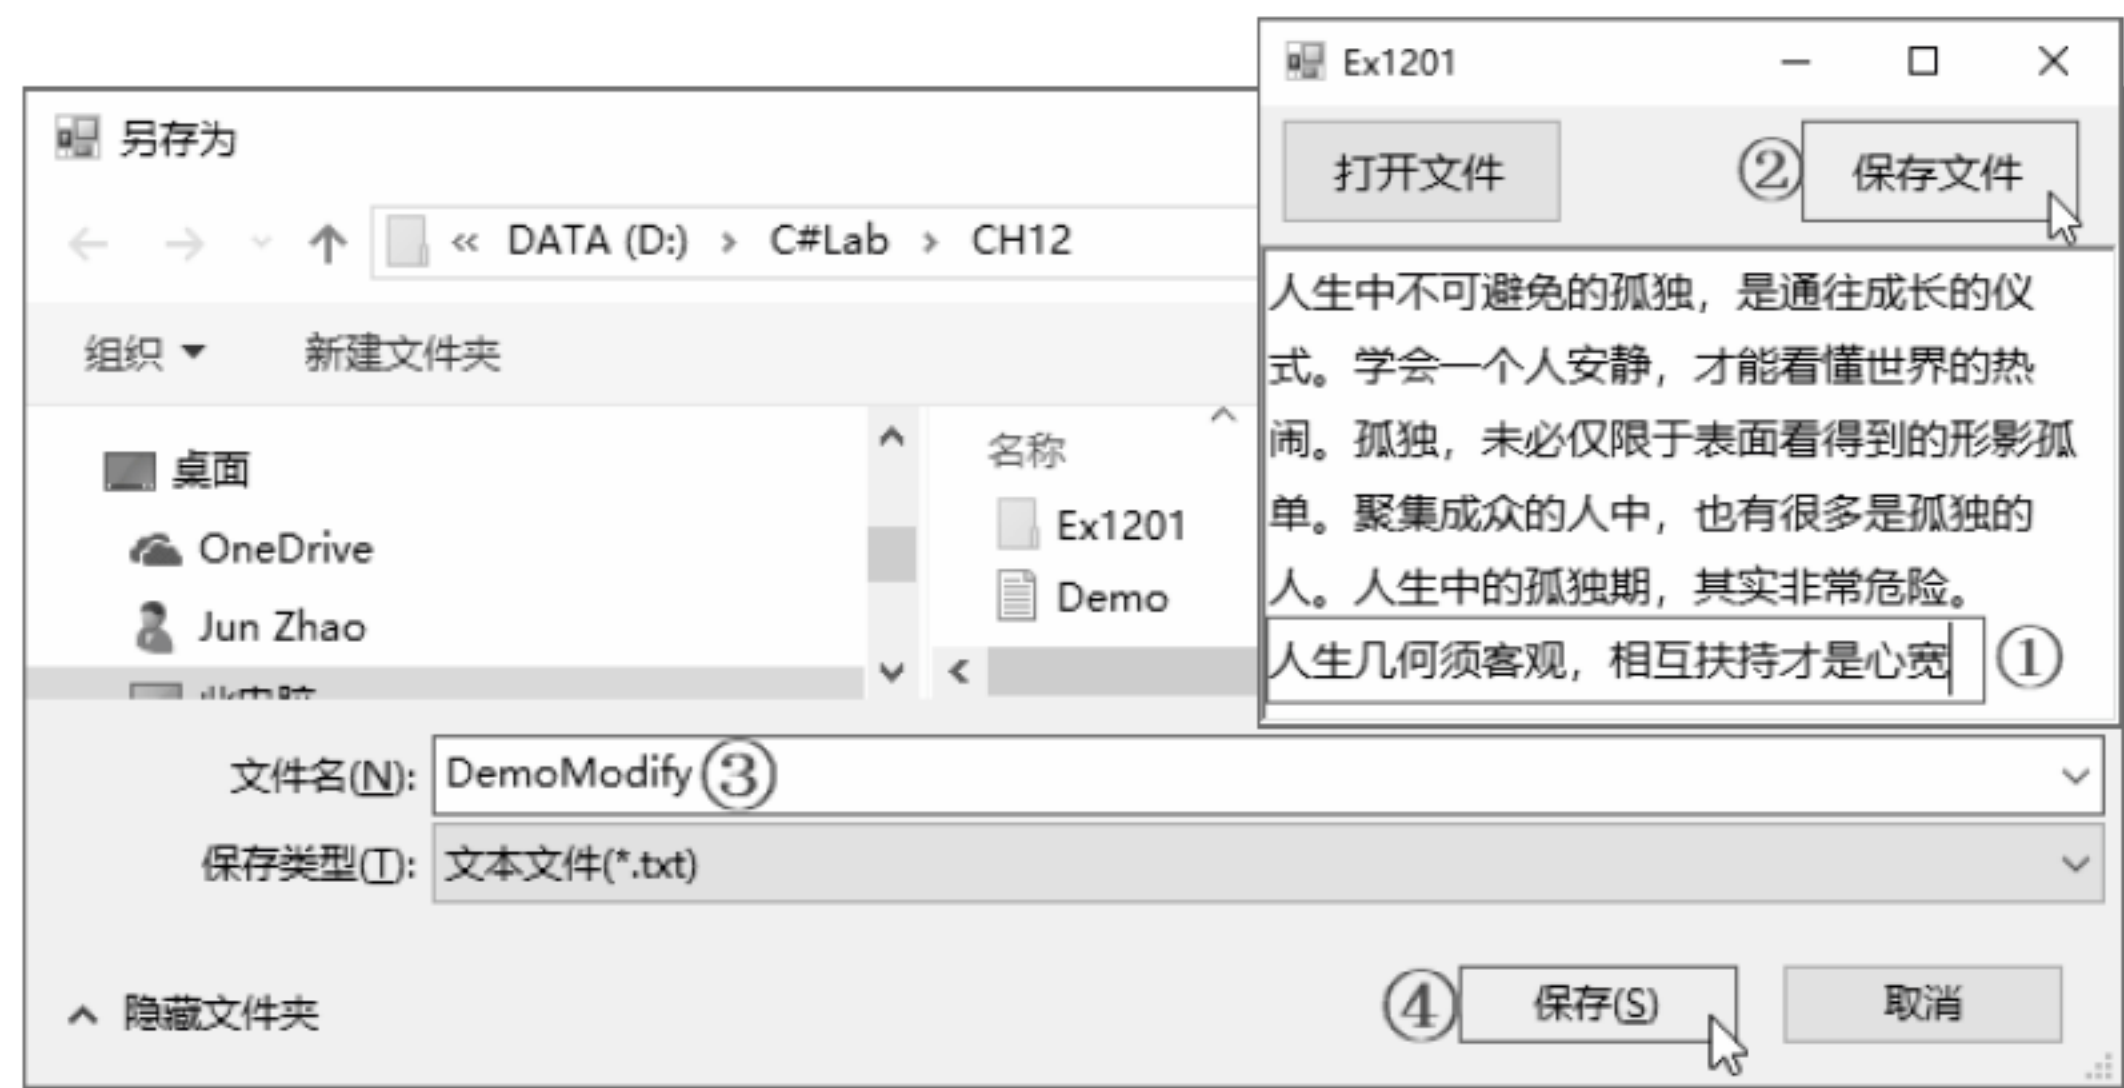 另存为
« DATA (D:) › C#Lab › CH12
组织 新建文件夹
桌面
OneDrive
Jun Zhao
此电脑
名称
Ex1201
Demo
Ex1201
打开文件 ② 保存文件
人生中不可避免的孤独，是通往成长的仪
式。学会一个人安静，才能看懂世界的热
闹。孤独，未必仅限于表面看得到的形影孤
单。聚集成众的人中，也有很多是孤独的
人。人生中的孤独期，其实非常危险。
人生几何须客观，相互扶持才是心宽 ①
文件名(N): DemoModify ③
保存类型(T): 文本文件(*.txt)
隐藏文件夹 ④ 保存(S) 取消